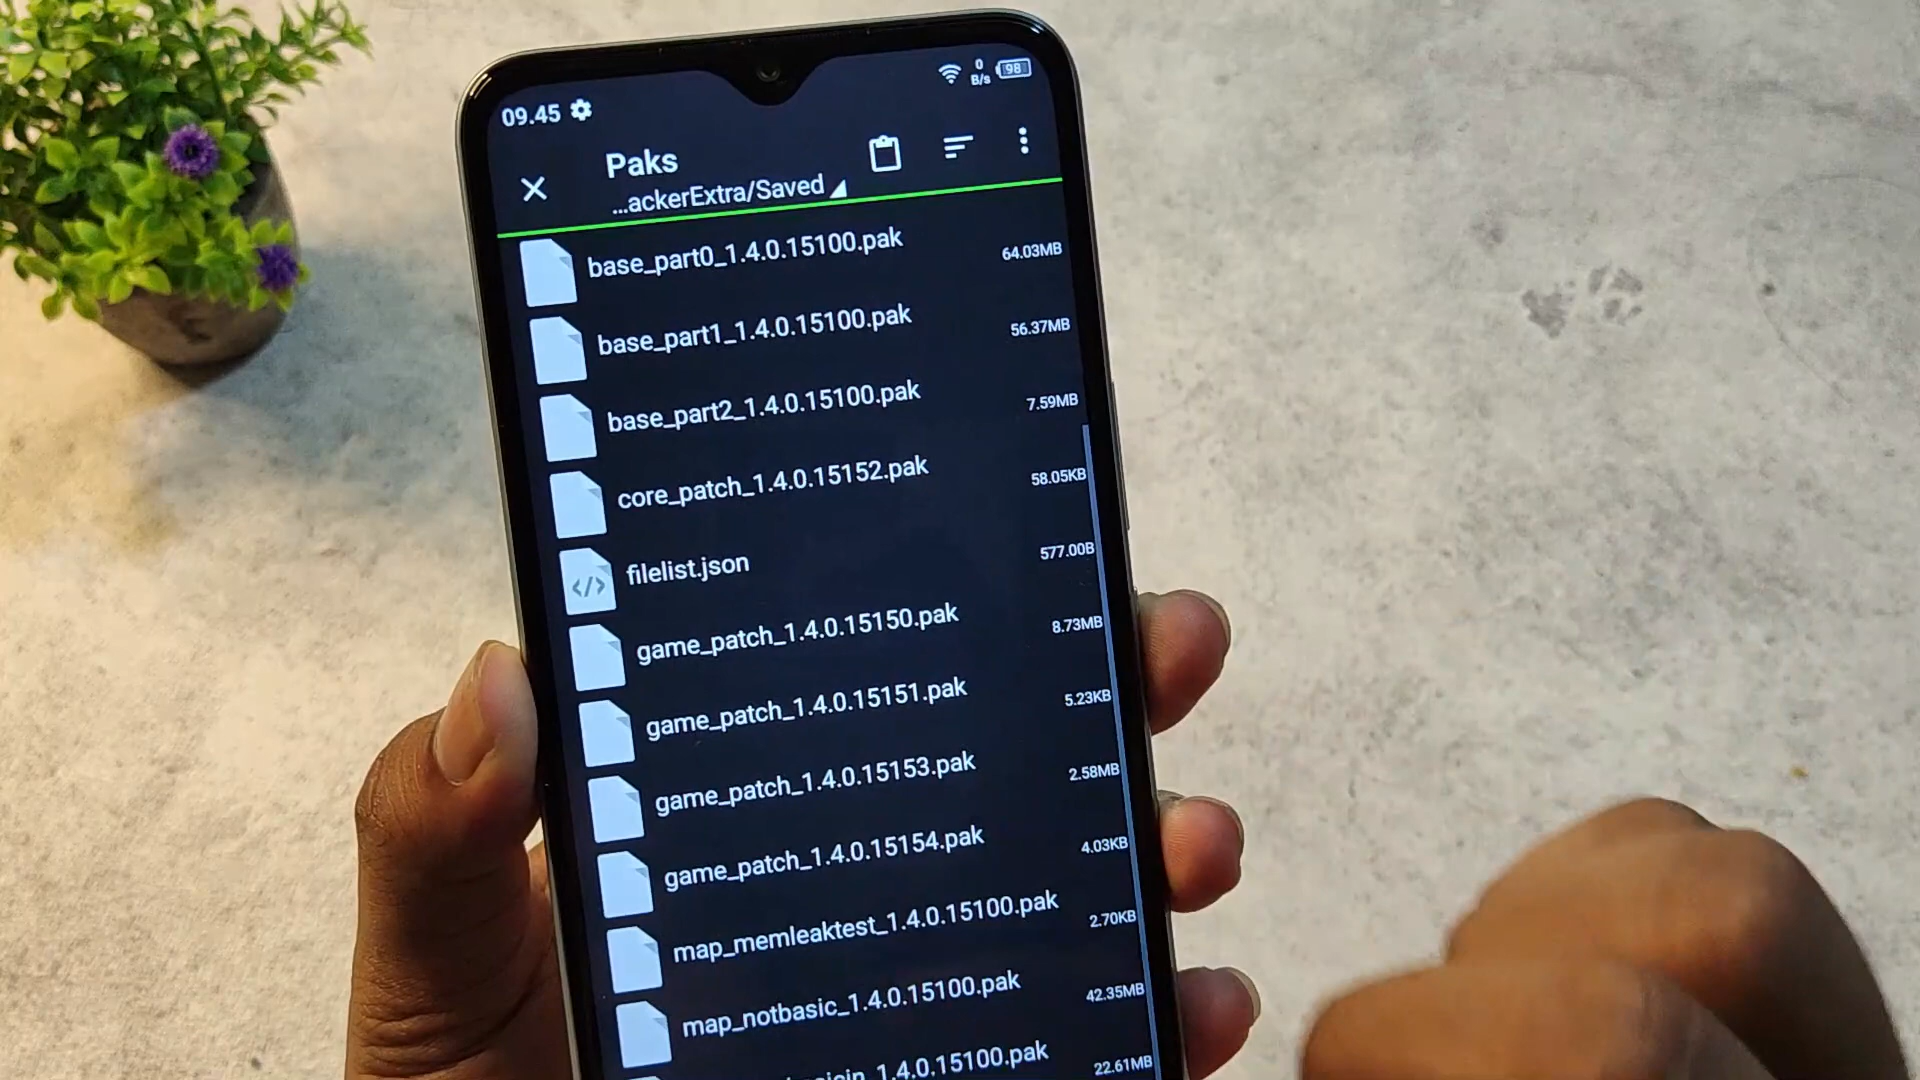 09.45
0
B/s
98
Paks
...ackerExtra/Saved
base_part0_1.4.0.15100.pak 64.03MB
base_part1_1.4.0.15100.pak 56.37MB
base_part2_1.4.0.15100.pak 7.59MB
core_patch_1.4.0.15152.pak 58.05KB
filelist.json 577.00B
game_patch_1.4.0.15150.pak 8.73MB
game_patch_1.4.0.15151.pak 5.23KB
game_patch_1.4.0.15153.pak 2.58MB
game_patch_1.4.0.15154.pak 4.03KB
map_memleaktest_1.4.0.15100.pak 2.70KB
map_notbasic_1.4.0.15100.pak 42.35MB
1.4.0.15100.pak 22.61MB